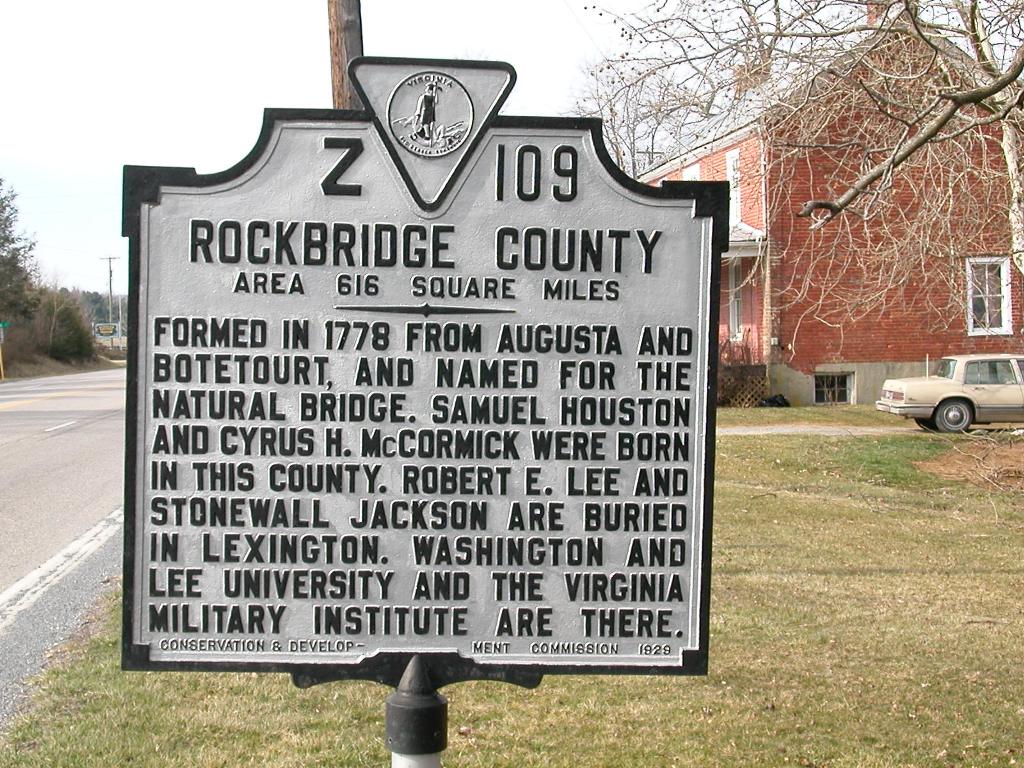 VIRGINIA
Z 109
ROCKBRIDGE COUNTY
AREA 616 SQUARE MILES
FORMED IN 1778 FROM AUGUSTA AND
BOTETOURT, AND NAMED FOR THE
NATURAL BRIDGE. SAMUEL HOUSTON
AND CYRUS H. McCORMICK WERE BORN
IN THIS COUNTY. ROBERT E. LEE AND
STONEWALL JACKSON ARE BURIED
IN LEXINGTON. WASHINGTON AND
LEE UNIVERSITY AND THE VIRGINIA
MILITARY INSTITUTE ARE THERE.
CONSERVATION & DEVELOP- MENT COMMISSION 1929